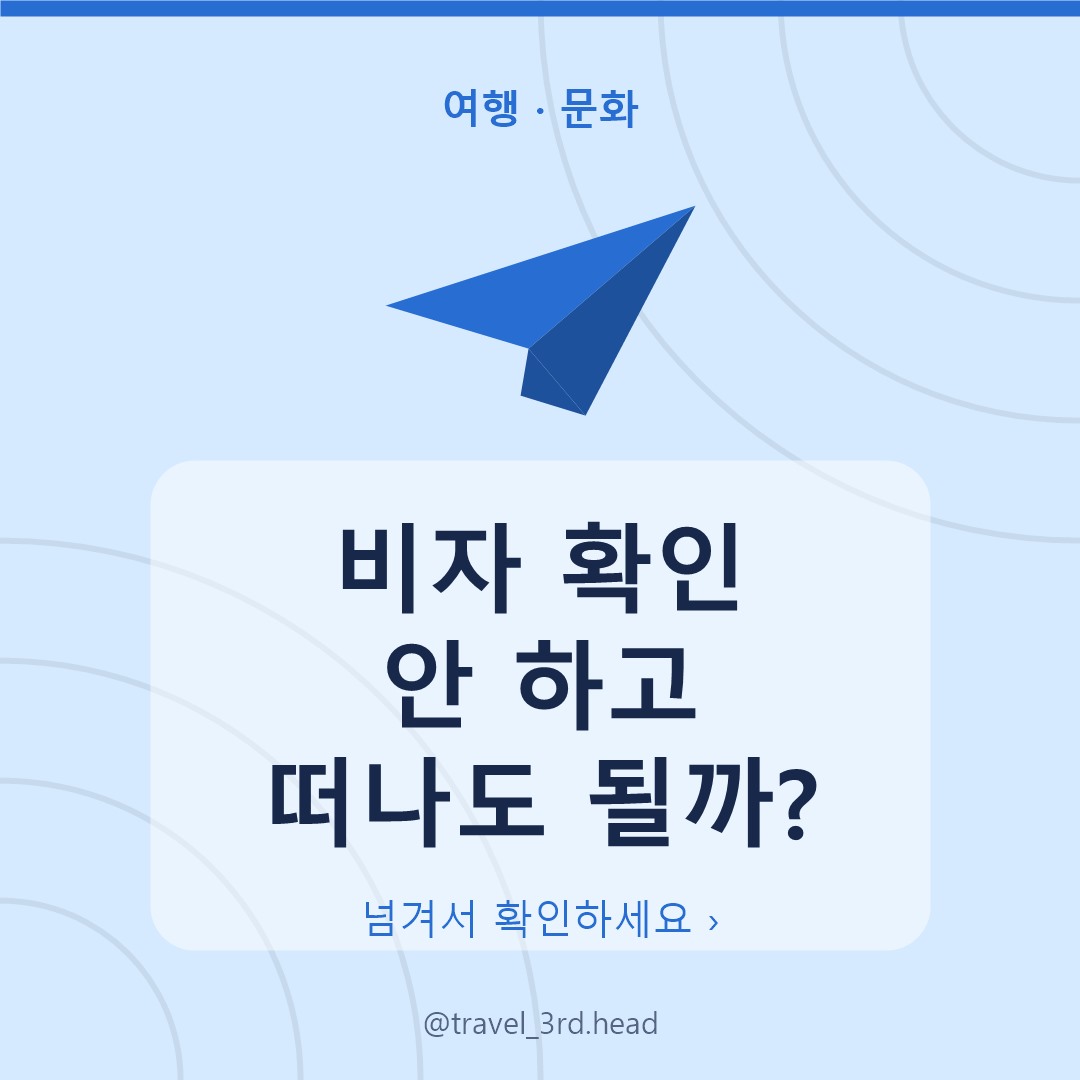 여행 · 문화
비자 확인
안 하고
떠나도 될까?
넘겨서 확인하세요 ›
@travel_3rd.head